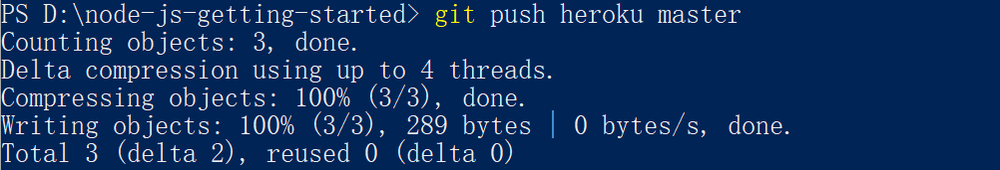 PS D:\node-js-getting-started> git push heroku master
Counting objects: 3, done.
Delta compression using up to 4 threads.
Compressing objects: 100% (3/3), done.
Writing objects: 100% (3/3), 289 bytes | 0 bytes/s, done.
Total 3 (delta 2), reused 0 (delta 0)